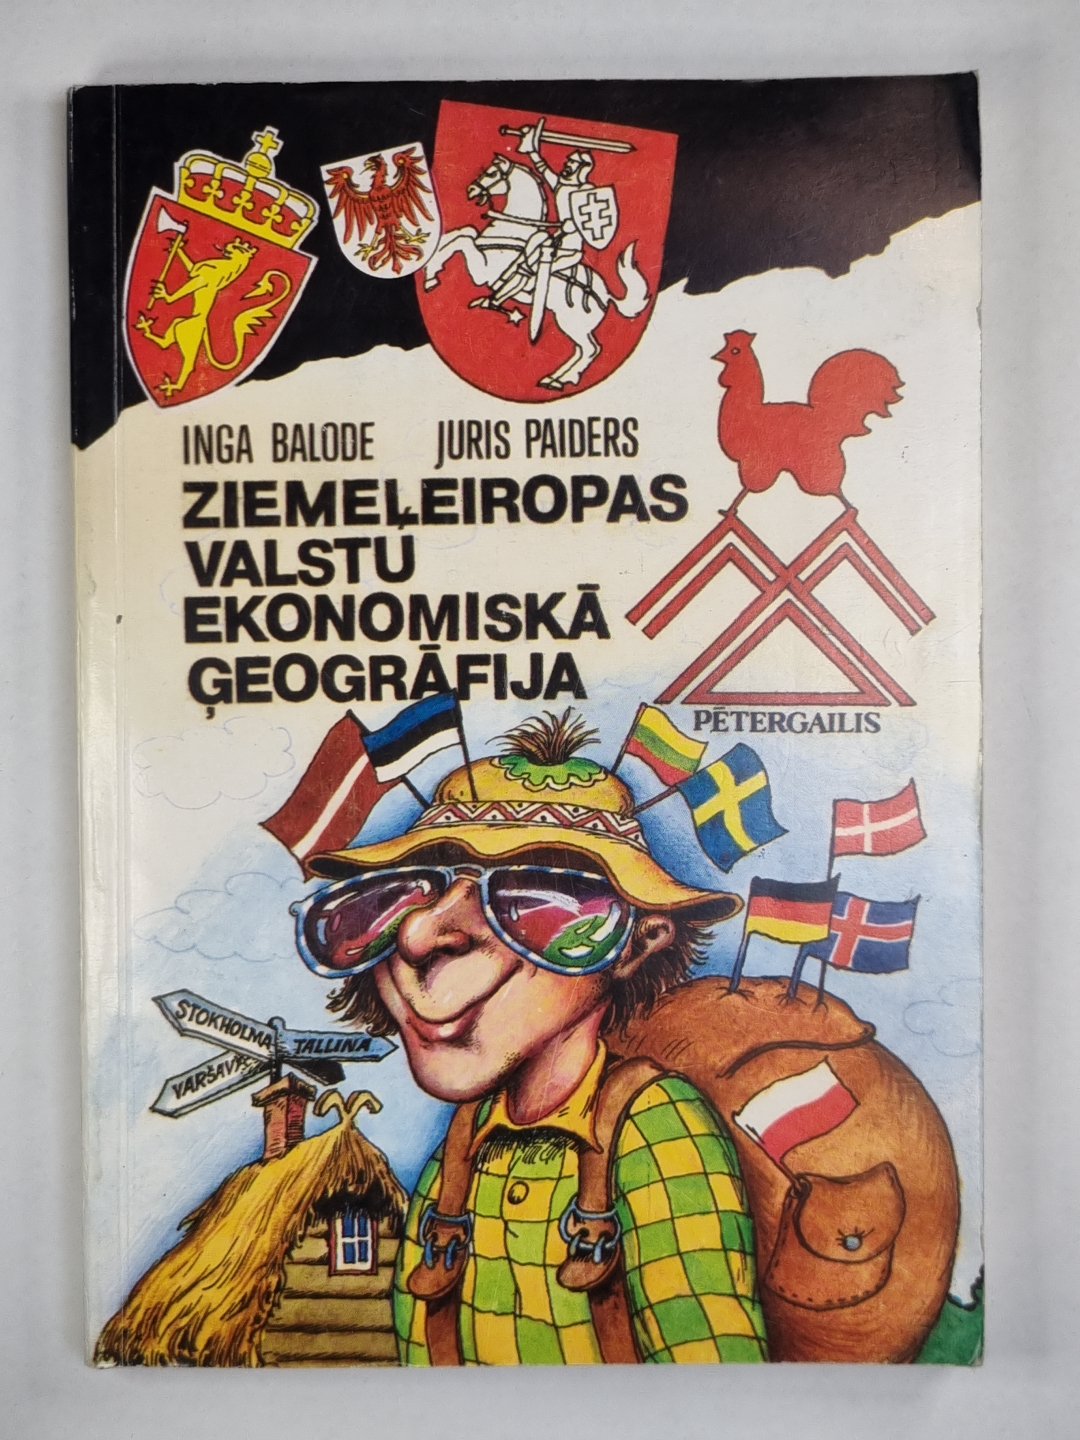 INGA BALODE JURIS PAIDERS
ZIEMEĻEIROPAS
VALSTU
EKONOMISKĀ
ĢEOGRĀFIJA
PĒTERGAILIS
STOKHOLMA
TALLINA
VARŠAVA